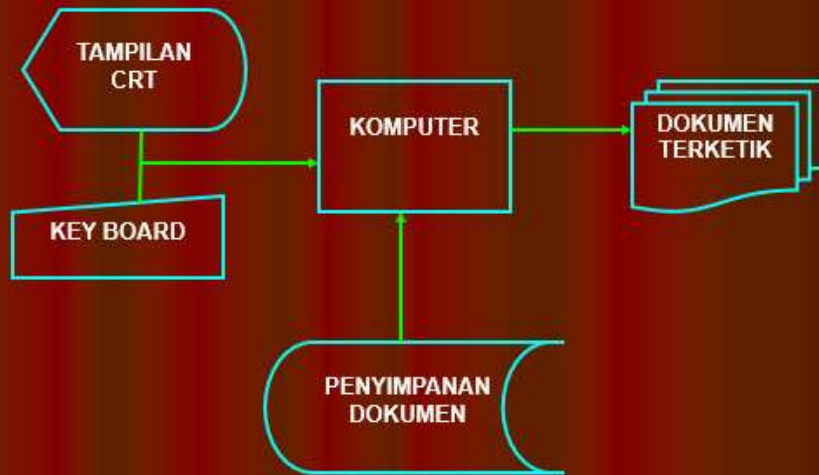 TAMPILAN
CRT
KOMPUTER
DOKUMEN
TERKETIK
KEY BOARD
PENYIMPANAN
DOKUMEN